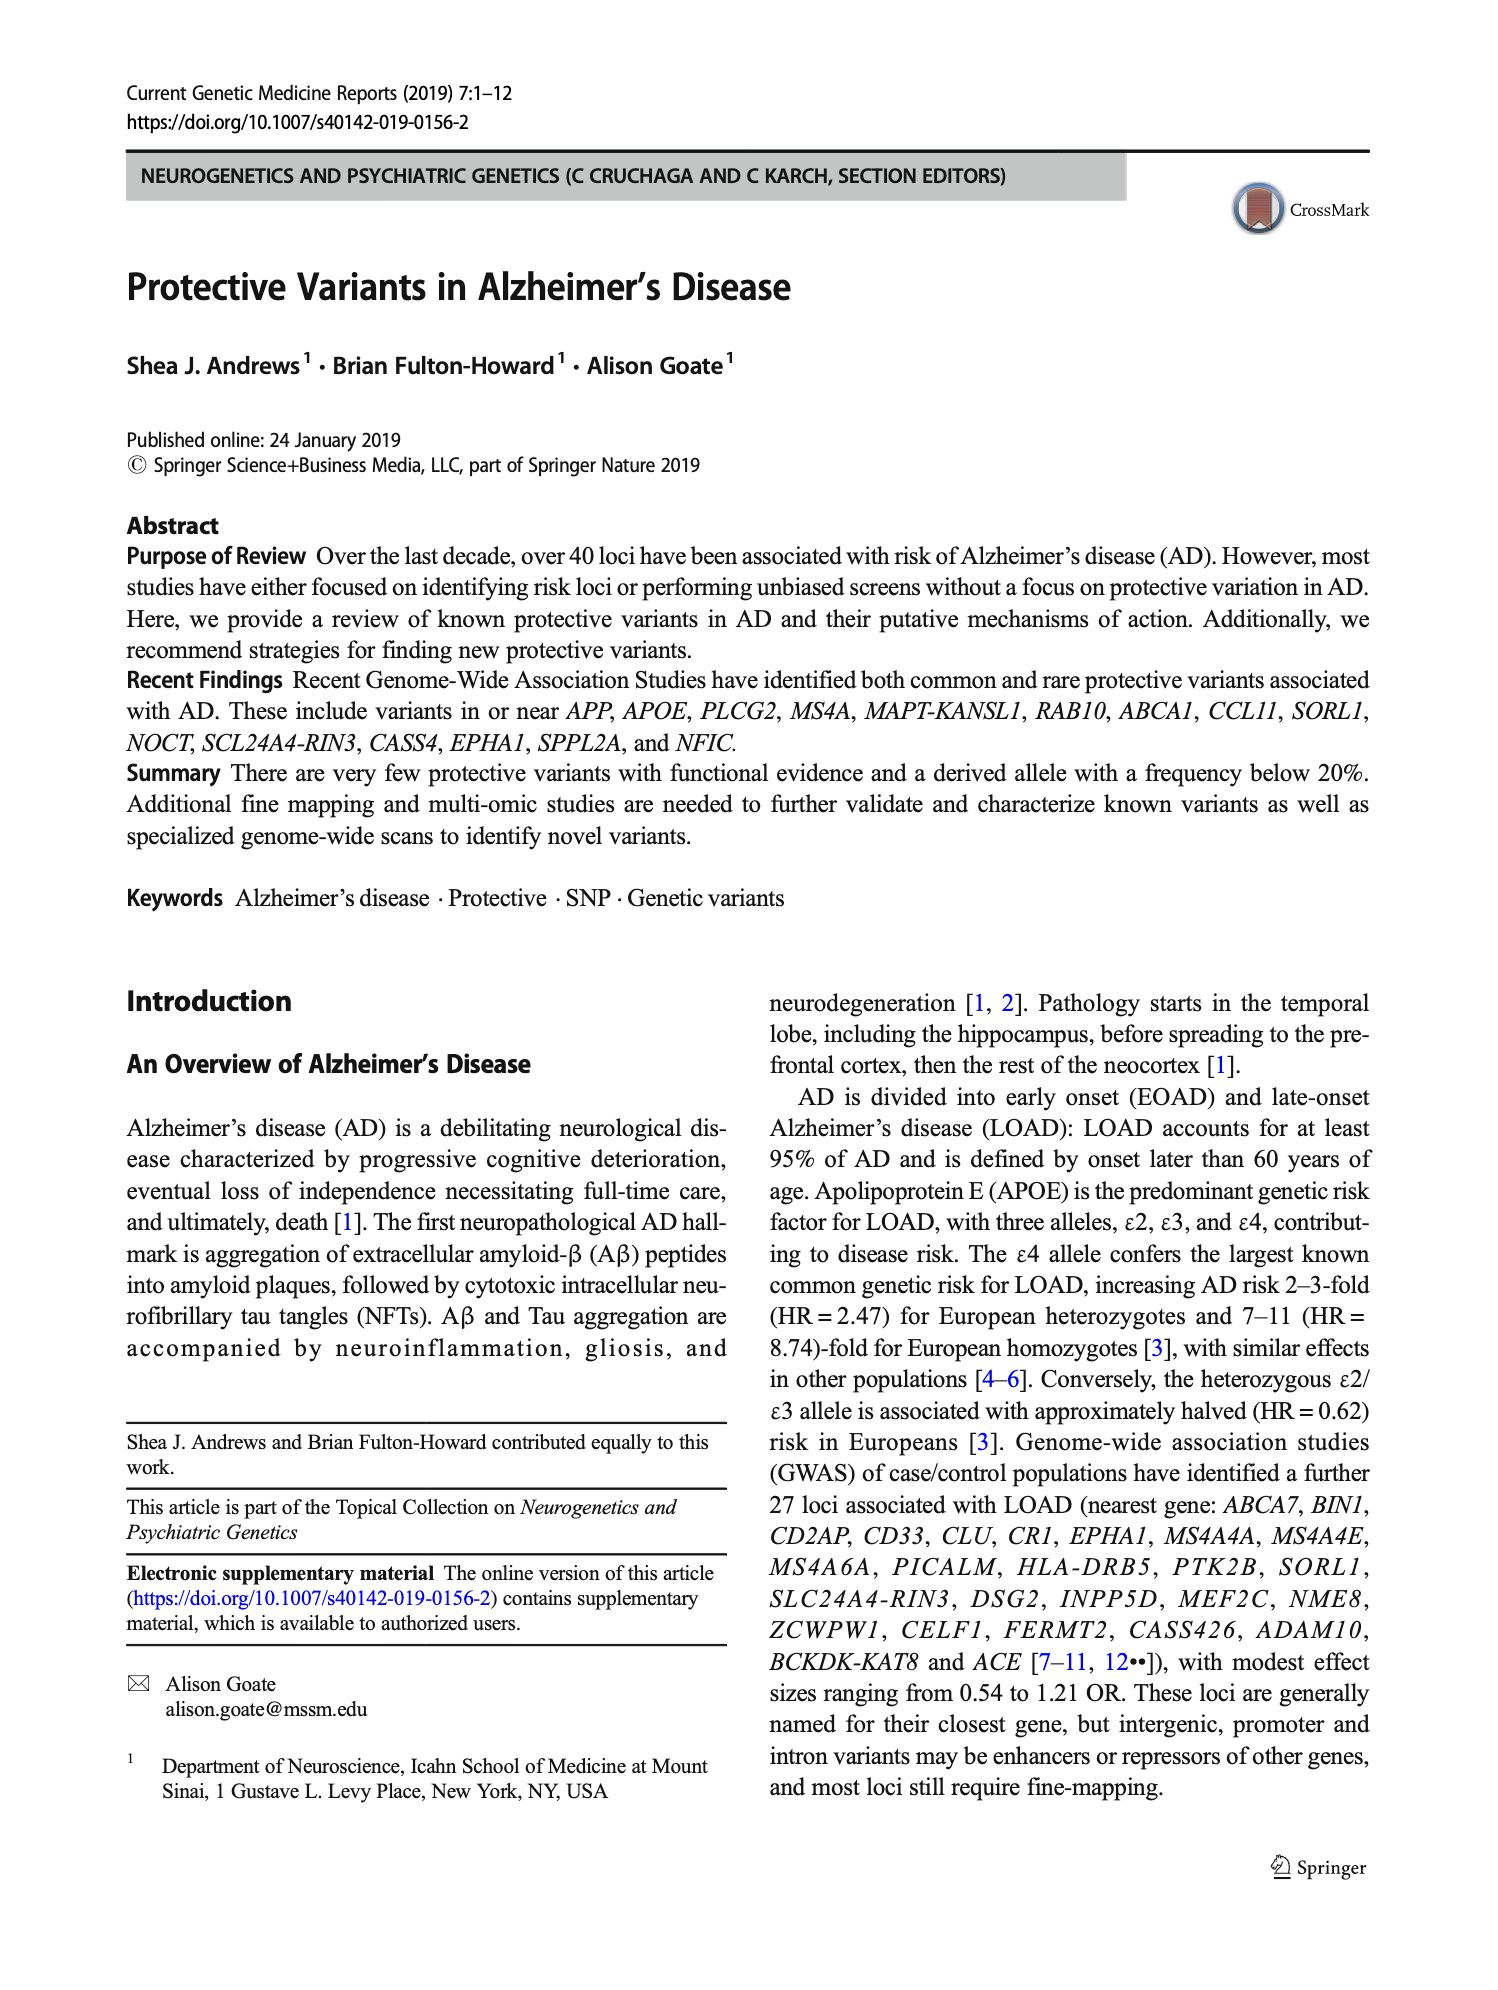 Current Genetic Medicine Reports (2019) 7:1–12
https://doi.org/10.1007/s40142-019-0156-2
NEUROGENETICS AND PSYCHIATRIC GENETICS (C CRUCHAGA AND C KARCH, SECTION EDITORS)
CrossMark
Protective Variants in Alzheimer’s Disease
Shea J. Andrews 1 • Brian Fulton-Howard 1 • Alison Goate 1
Published online: 24 January 2019
© Springer Science+Business Media, LLC, part of Springer Nature 2019
Abstract
Purpose of Review Over the last decade, over 40 loci have been associated with risk of Alzheimer’s disease (AD). However, most
studies have either focused on identifying risk loci or performing unbiased screens without a focus on protective variation in AD.
Here, we provide a review of known protective variants in AD and their putative mechanisms of action. Additionally, we
recommend strategies for finding new protective variants.
Recent Findings Recent Genome-Wide Association Studies have identified both common and rare protective variants associated
with AD. These include variants in or near APP, APOE, PLCG2, MS4A, MAPT-KANSL1, RAB10, ABCA1, CCL11, SORL1,
NOCT, SCL24A4-RIN3, CASS4, EPHA1, SPPL2A, and NFIC.
Summary There are very few protective variants with functional evidence and a derived allele with a frequency below 20%.
Additional fine mapping and multi-omic studies are needed to further validate and characterize known variants as well as
specialized genome-wide scans to identify novel variants.
Keywords Alzheimer’s disease · Protective · SNP · Genetic variants
Introduction
An Overview of Alzheimer’s Disease
Alzheimer’s disease (AD) is a debilitating neurological dis-
ease characterized by progressive cognitive deterioration,
eventual loss of independence necessitating full-time care,
and ultimately, death [1]. The first neuropathological AD hall-
mark is aggregation of extracellular amyloid-β (Aβ) peptides
into amyloid plaques, followed by cytotoxic intracellular neu-
rofibrillary tau tangles (NFTs). Aβ and Tau aggregation are
accompanied by neuroinflammation, gliosis, and
Shea J. Andrews and Brian Fulton-Howard contributed equally to this
work.
This article is part of the Topical Collection on Neurogenetics and
Psychiatric Genetics
Electronic supplementary material The online version of this article
(https://doi.org/10.1007/s40142-019-0156-2) contains supplementary
material, which is available to authorized users.
Alison Goate
alison.goate@mssm.edu
1 Department of Neuroscience, Icahn School of Medicine at Mount
Sinai, 1 Gustave L. Levy Place, New York, NY, USA
neurodegeneration [1, 2]. Pathology starts in the temporal
lobe, including the hippocampus, before spreading to the pre-
frontal cortex, then the rest of the neocortex [1].
AD is divided into early onset (EOAD) and late-onset
Alzheimer’s disease (LOAD): LOAD accounts for at least
95% of AD and is defined by onset later than 60 years of
age. Apolipoprotein E (APOE) is the predominant genetic risk
factor for LOAD, with three alleles, ε2, ε3, and ε4, contribut-
ing to disease risk. The ε4 allele confers the largest known
common genetic risk for LOAD, increasing AD risk 2–3-fold
(HR = 2.47) for European heterozygotes and 7–11 (HR =
8.74)-fold for European homozygotes [3], with similar effects
in other populations [4–6]. Conversely, the heterozygous ε2/
ε3 allele is associated with approximately halved (HR = 0.62)
risk in Europeans [3]. Genome-wide association studies
(GWAS) of case/control populations have identified a further
27 loci associated with LOAD (nearest gene: ABCA7, BIN1,
CD2AP, CD33, CLU, CR1, EPHA1, MS4A4A, MS4A4E,
MS4A6A, PICALM, HLA-DRB5, PTK2B, SORL1,
SLC24A4-RIN3, DSG2, INPP5D, MEF2C, NME8,
ZCWPW1, CELF1, FERMT2, CASS426, ADAM10,
BCKDK-KAT8 and ACE [7–11, 12••]), with modest effect
sizes ranging from 0.54 to 1.21 OR. These loci are generally
named for their closest gene, but intergenic, promoter and
intron variants may be enhancers or repressors of other genes,
and most loci still require fine-mapping.
Springer